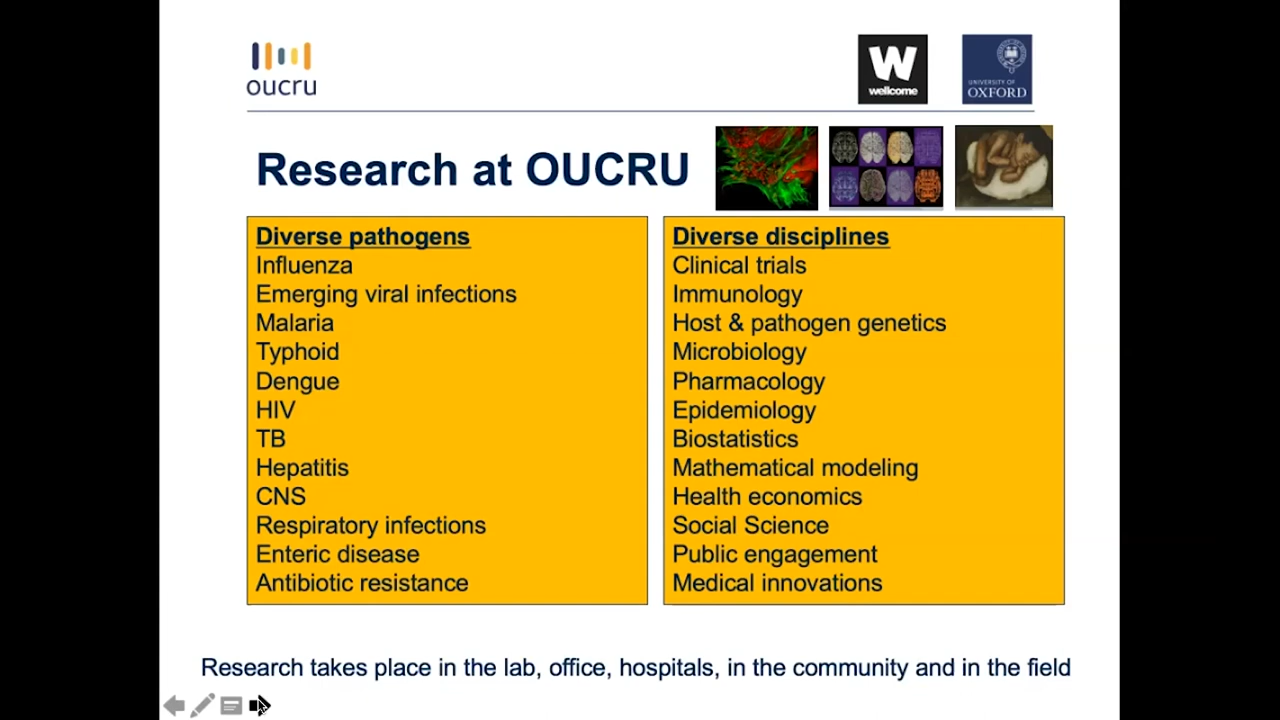 oucru
W
wellcome
UNIVERSITY OF
OXFORD
Research at OUCRU
Diverse pathogens
Influenza
Emerging viral infections
Malaria
Typhoid
Dengue
HIV
TB
Hepatitis
CNS
Respiratory infections
Enteric disease
Antibiotic resistance
Diverse disciplines
Clinical trials
Immunology
Host & pathogen genetics
Microbiology
Pharmacology
Epidemiology
Biostatistics
Mathematical modeling
Health economics
Social Science
Public engagement
Medical innovations
Research takes place in the lab, office, hospitals, in the community and in the field